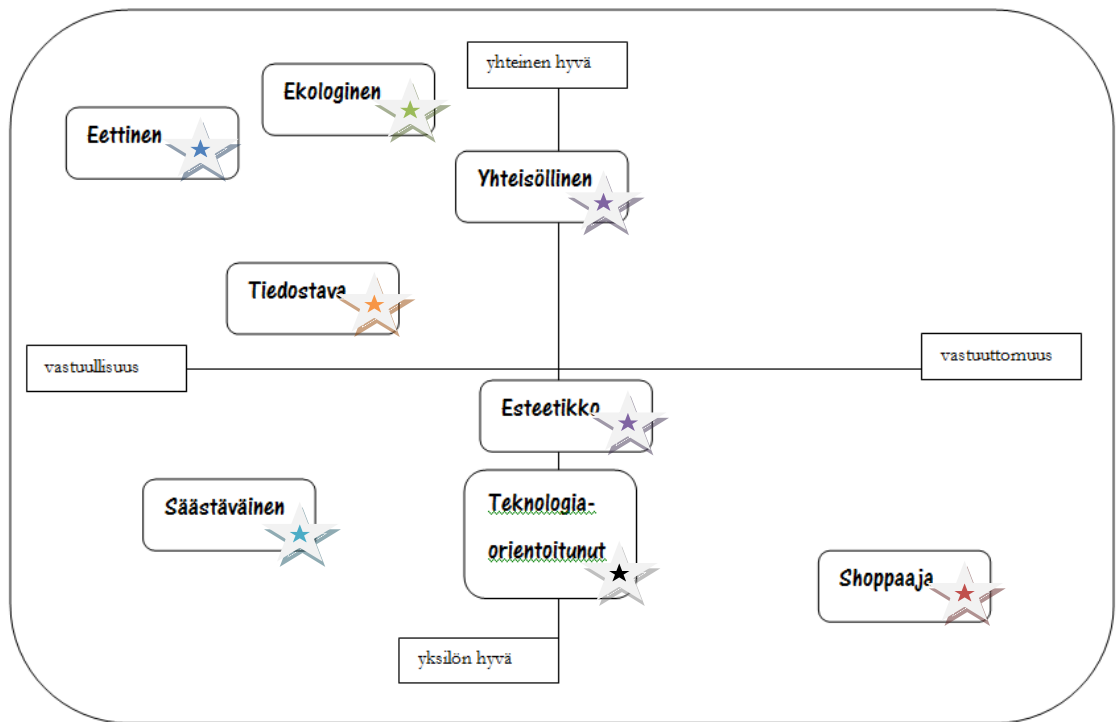 yhteinen hyvä
Ekologinen
Eettinen
Yhteisöllinen
Tiedostava
vastuullisuus
vastuuttomuus
Esteetikko
Säästäväinen
Teknologia-
orientoitunut
Shoppaaja
yksilön hyvä